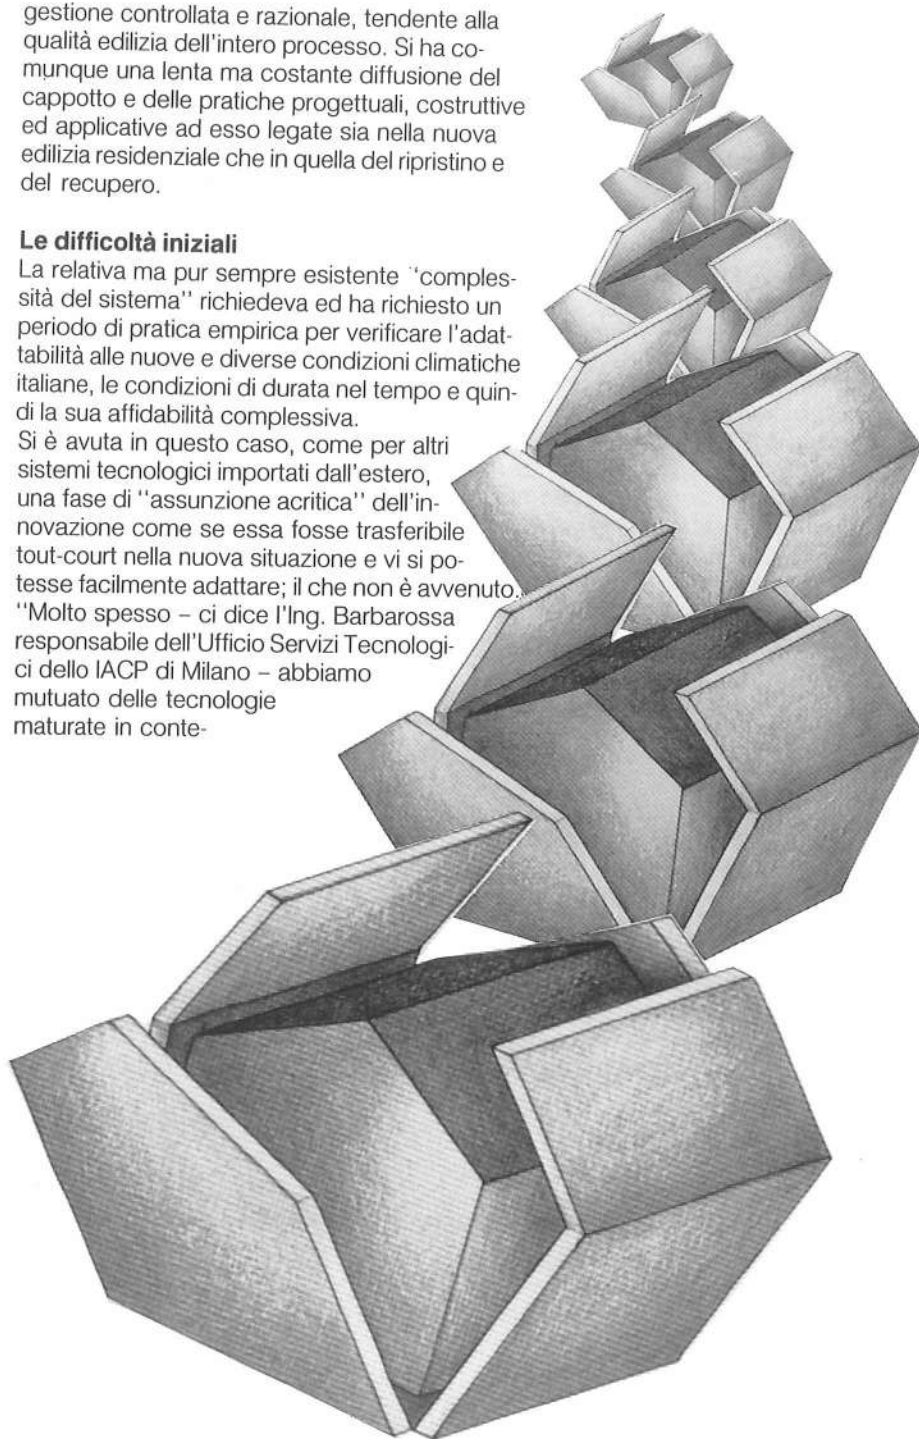 gestione controllata e razionale, tendente alla
qualità edilizia dell'intero processo. Si ha co-
munque una lenta ma costante diffusione del
cappotto e delle pratiche progettuali, costruttive
ed applicative ad esso legate sia nella nuova
edilizia residenziale che in quella del ripristino e
del recupero.
Le difficoltà iniziali
La relativa ma pur sempre esistente ''comples-
sità del sistema'' richiedeva ed ha richiesto un
periodo di pratica empirica per verificare l'adat-
tabilità alle nuove e diverse condizioni climatiche
italiane, le condizioni di durata nel tempo e quin-
di la sua affidabilità complessiva.
Si è avuta in questo caso, come per altri
sistemi tecnologici importati dall'estero,
una fase di ''assunzione acritica'' dell'in-
novazione come se essa fosse trasferibile
tout-court nella nuova situazione e vi si po-
tesse facilmente adattare; il che non è avvenuto.
''Molto spesso – ci dice l'Ing. Barbarossa
responsabile dell'Ufficio Servizi Tecnologi-
ci dello IACP di Milano – abbiamo
mutuato delle tecnologie
maturate in conte-